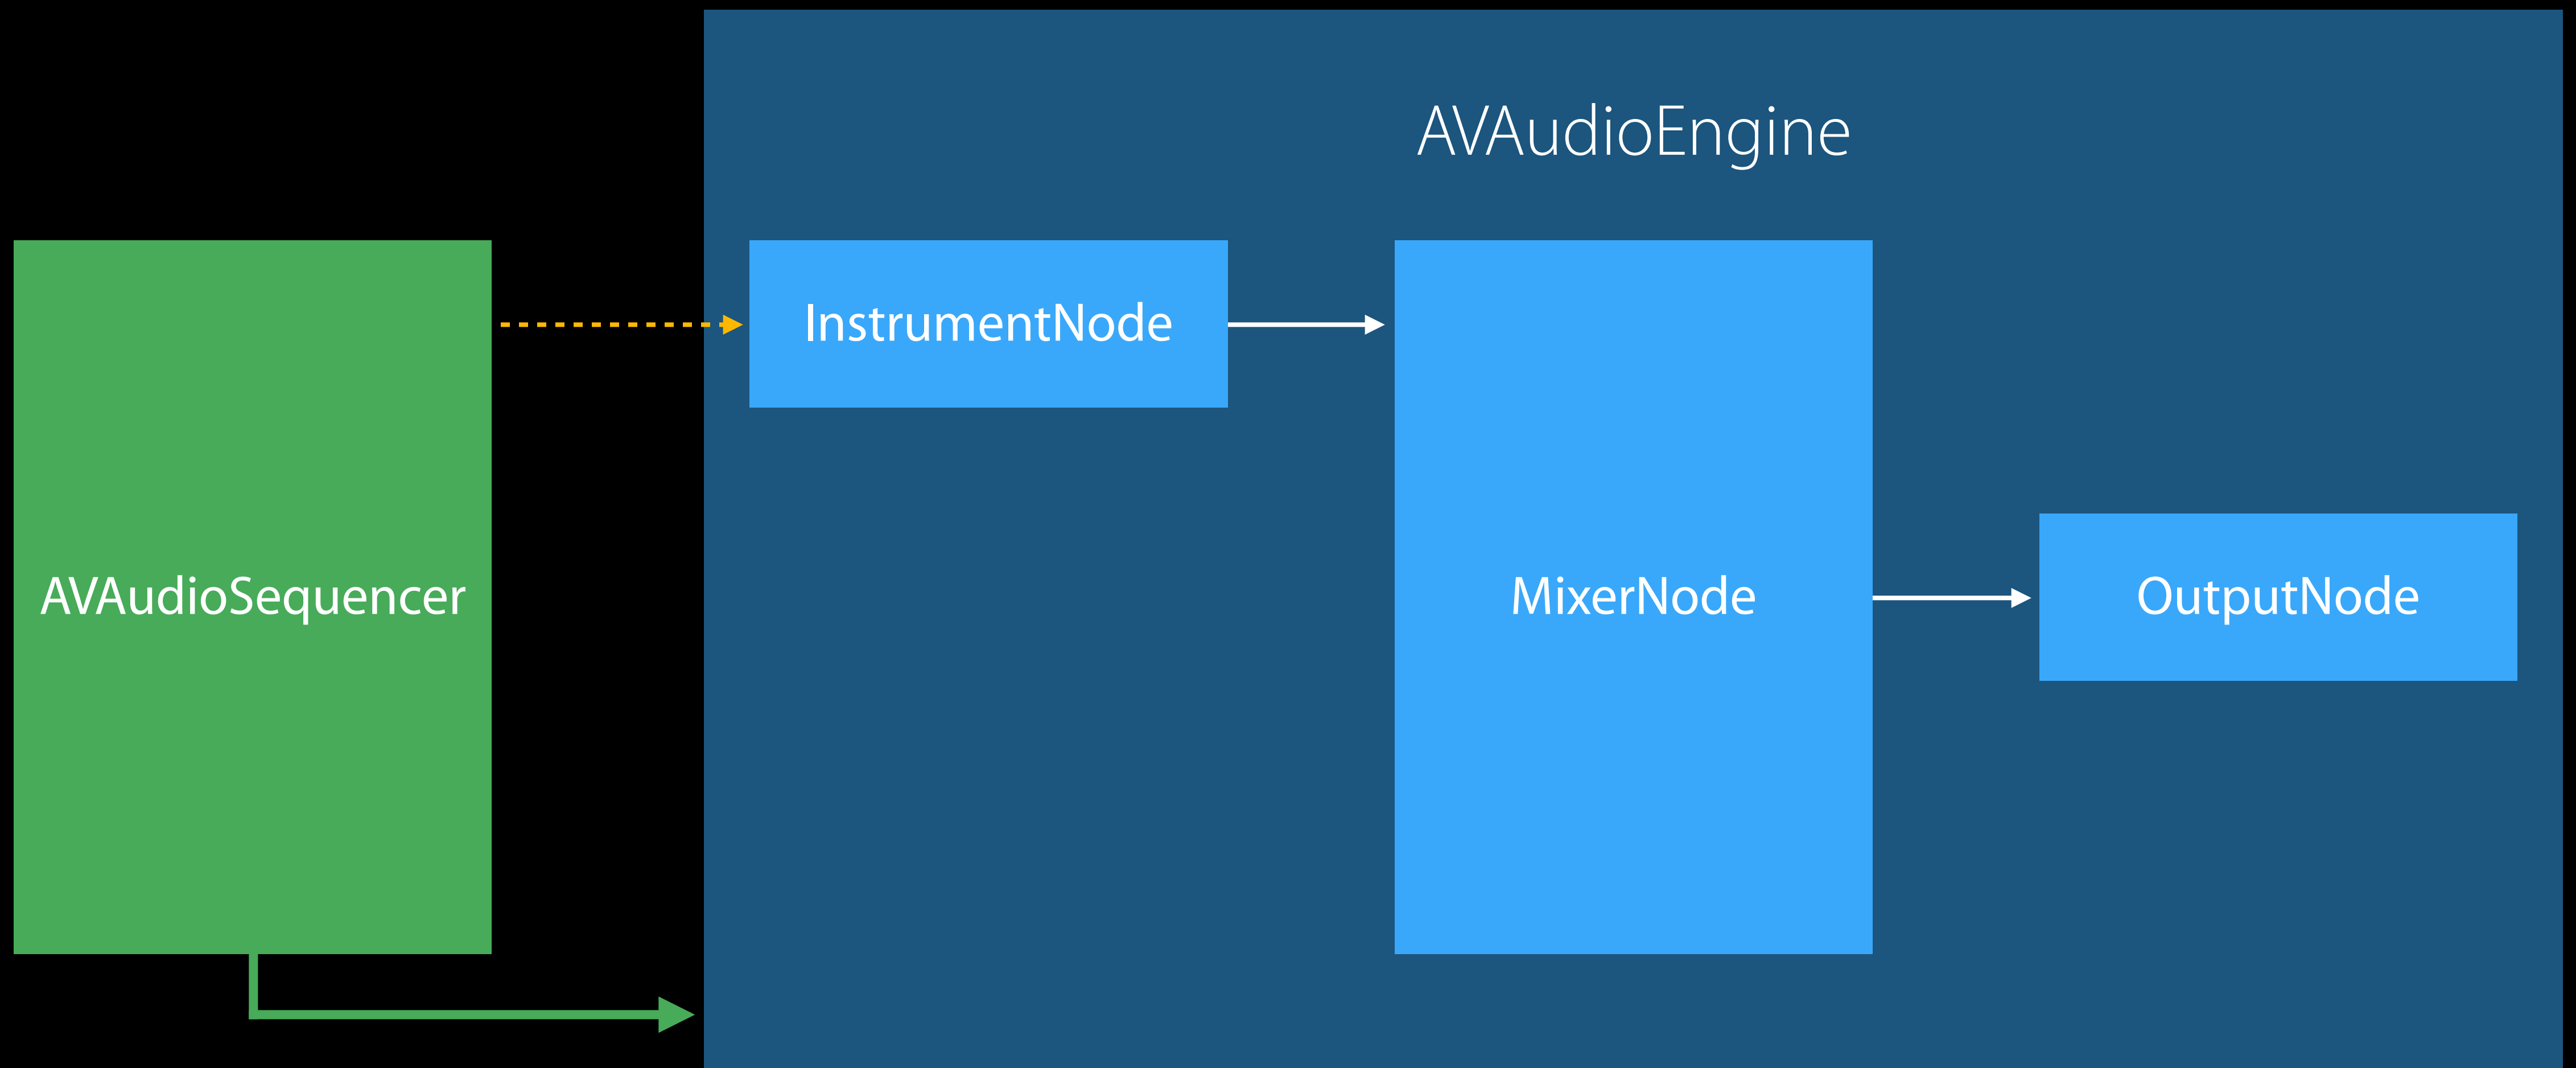 AVAudioEngine
InstrumentNode
AVAudioSequencer
MixerNode
OutputNode